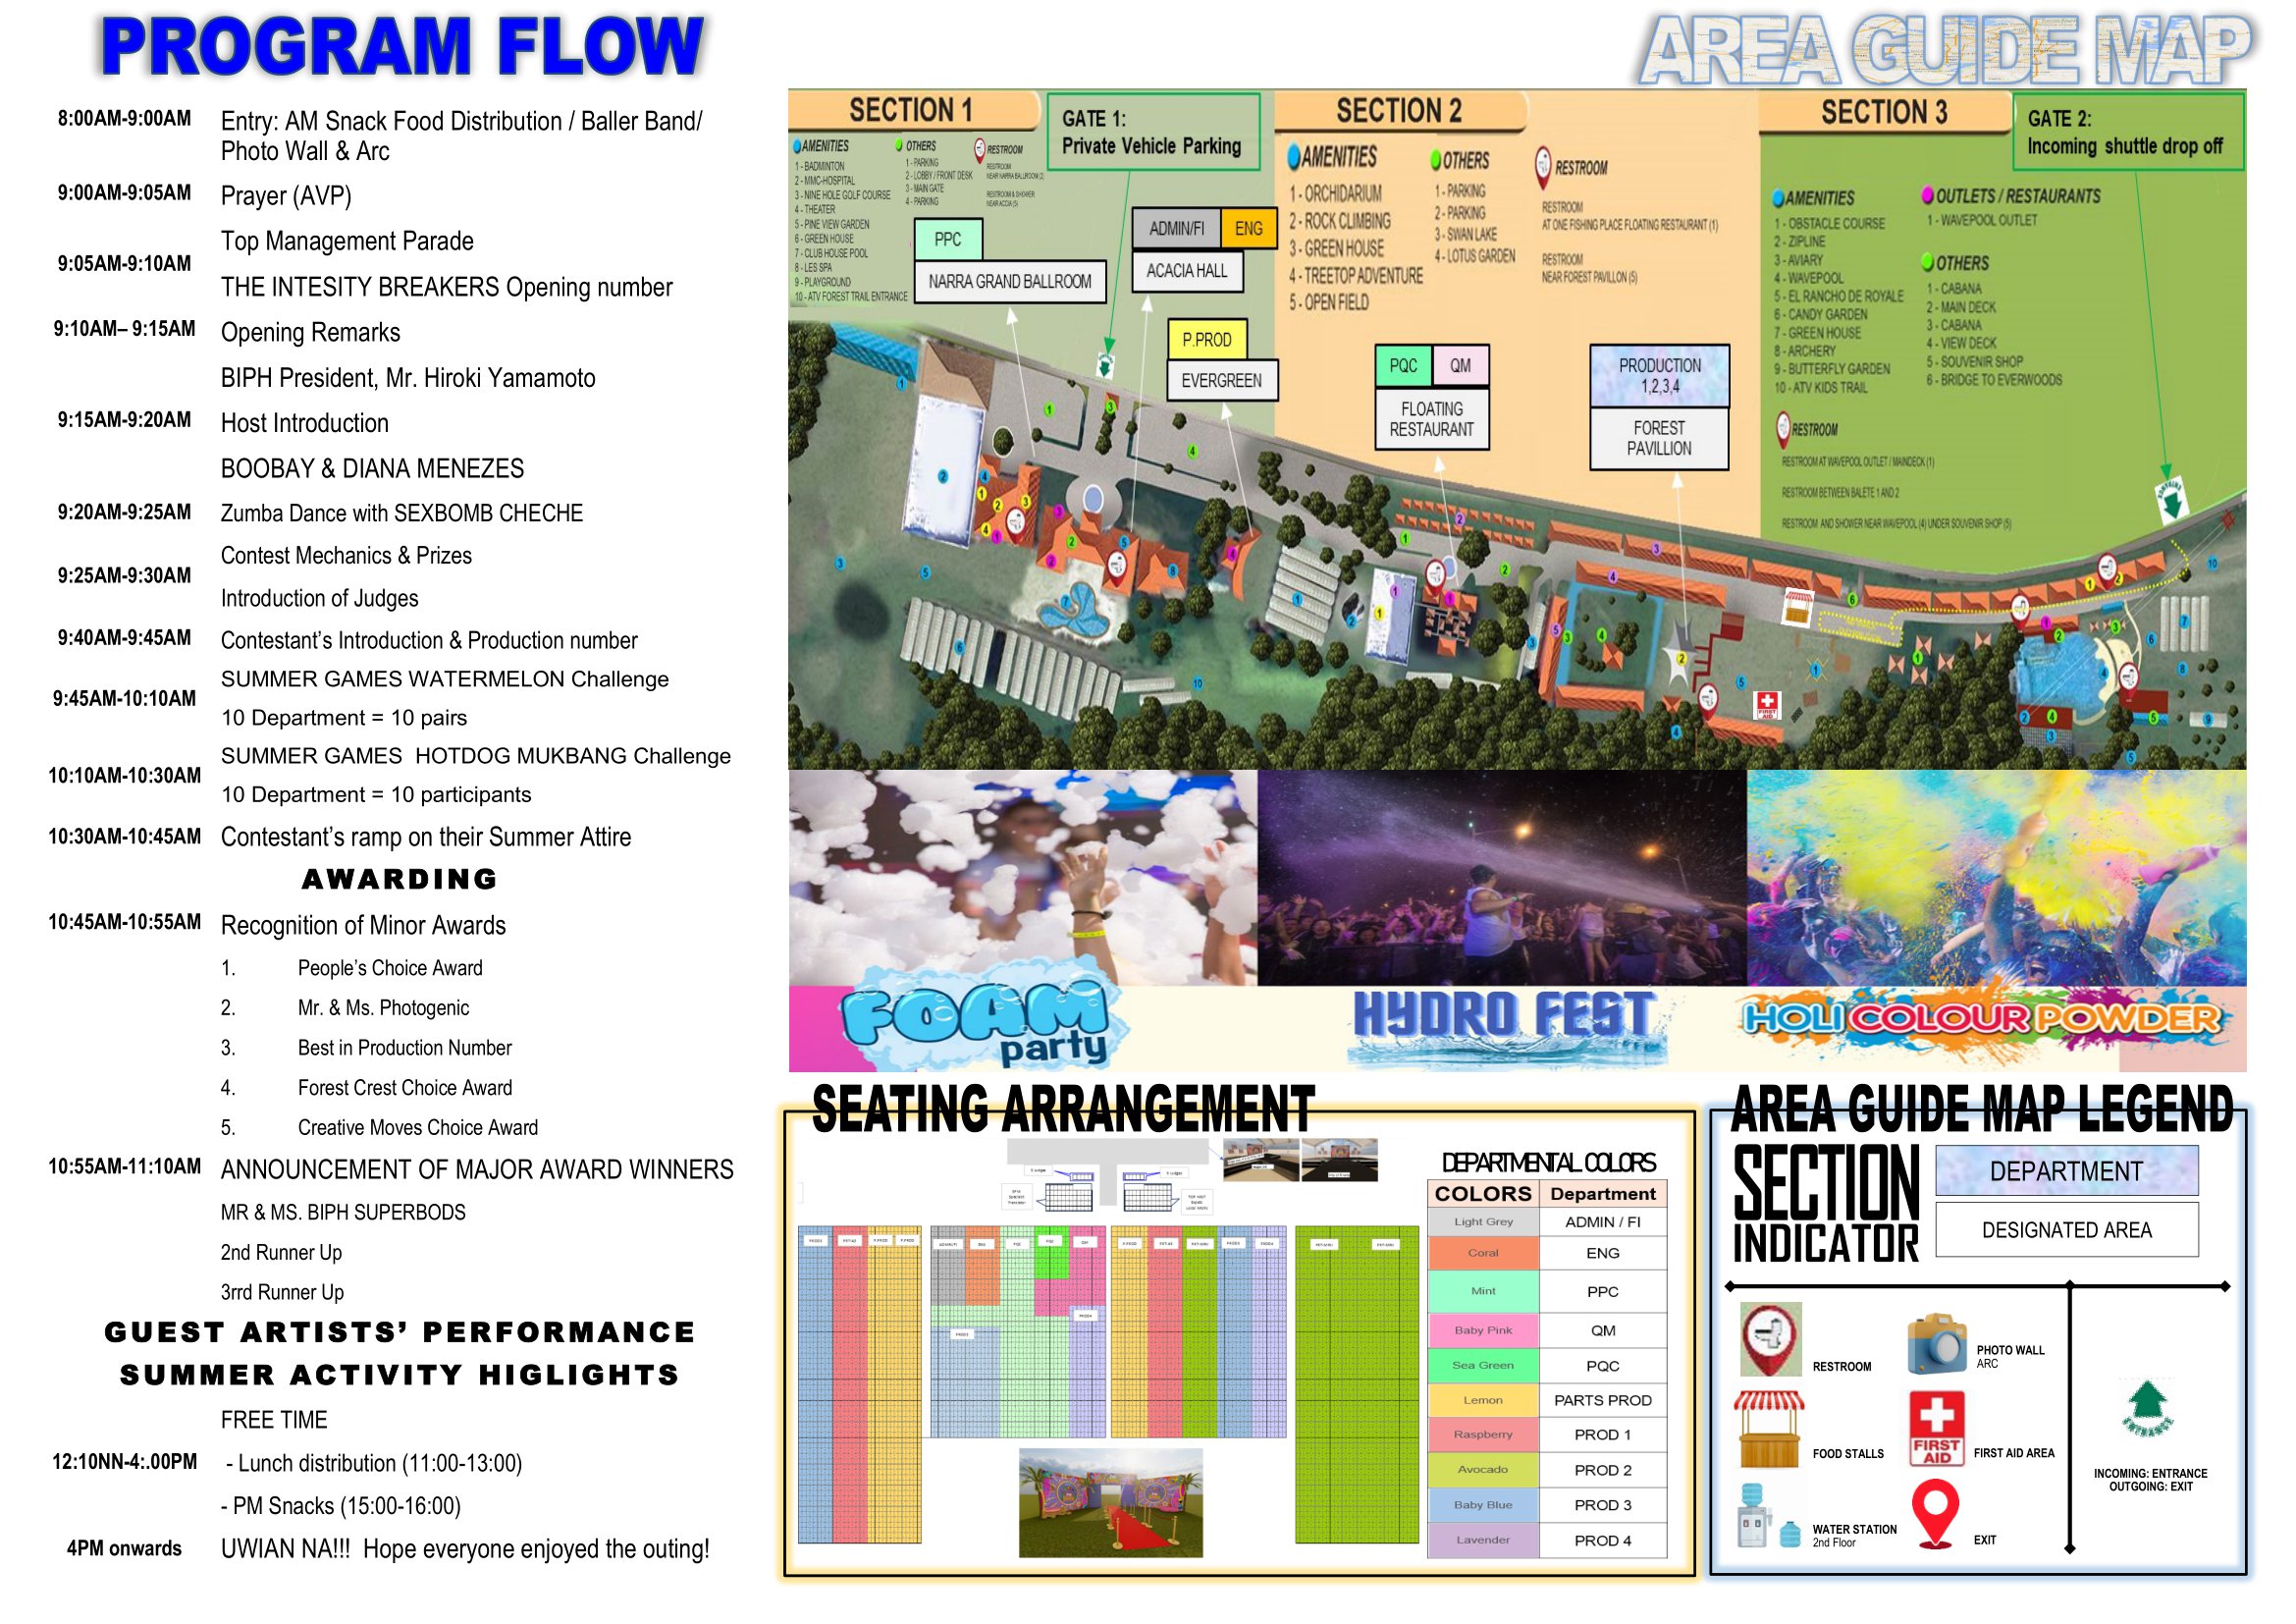 PROGRAM FLOW
8:00AM-9:00AM Entry: AM Snack Food Distribution / Baller Band/
Photo Wall & Arc
9:00AM-9:05AM Prayer (AVP)
Top Management Parade
9:05AM-9:10AM
THE INTESITY BREAKERS Opening number
9:10AM– 9:15AM Opening Remarks
BIPH President, Mr. Hiroki Yamamoto
9:15AM-9:20AM Host Introduction
BOOBAY & DIANA MENEZES
9:20AM-9:25AM Zumba Dance with SEXBOMB CHECHE
Contest Mechanics & Prizes
9:25AM-9:30AM
Introduction of Judges
9:40AM-9:45AM Contestant’s Introduction & Production number
SUMMER GAMES WATERMELON Challenge
9:45AM-10:10AM
10 Department = 10 pairs
SUMMER GAMES HOTDOG MUKBANG Challenge
10:10AM-10:30AM
10 Department = 10 participants
10:30AM-10:45AM Contestant’s ramp on their Summer Attire
AWARDING
10:45AM-10:55AM Recognition of Minor Awards
1. People’s Choice Award
2. Mr. & Ms. Photogenic
3. Best in Production Number
4. Forest Crest Choice Award
5. Creative Moves Choice Award
10:55AM-11:10AM ANNOUNCEMENT OF MAJOR AWARD WINNERS
MR & MS. BIPH SUPERBODS
2nd Runner Up
3rrd Runner Up
GUEST ARTISTS’ PERFORMANCE
SUMMER ACTIVITY HIGLIGHTS
FREE TIME
12:10NN-4:.00PM - Lunch distribution (11:00-13:00)
- PM Snacks (15:00-16:00)
4PM onwards UWIAN NA!!! Hope everyone enjoyed the outing!
AREA GUIDE MAP
SECTION 1
AMENITIES
1 - BADMINTON
2 - MMC-HOSPITAL
3 - NINE HOLE GOLF COURSE
4 - THEATER
5 - PINE VIEW GARDEN
6 - GREEN HOUSE
7 - CLUB HOUSE POOL
8 - LES SPA
9 - PLAYGROUND
10 - ATV FOREST TRAIL ENTRANCE
OTHERS
1 - PARKING
2 - LOBBY / FRONT DESK
3 - MAIN GATE
4 - PARKING
RESTROOM
RESTROOM
NEAR NARRA BALLROOM (2)
RESTROOM & SHOWER
NEAR ACCIA (5)
GATE 1:
Private Vehicle Parking
PPC
NARRA GRAND BALLROOM
ADMIN/FI ENG
ACACIA HALL
P.PROD
EVERGREEN
SECTION 2
AMENITIES
1 - ORCHIDARIUM
2 - ROCK CLIMBING
3 - GREEN HOUSE
4 - TREETOP ADVENTURE
5 - OPEN FIELD
OTHERS
1 - PARKING
2 - PARKING
3 - SWAN LAKE
4 - LOTUS GARDEN
RESTROOM
RESTROOM
AT ONE FISHING PLACE FLOATING RESTAURANT (1)
RESTROOM
NEAR FOREST PAVILLON (5)
PQC QM
FLOATING
RESTAURANT
PRODUCTION
1,2,3,4
FOREST
PAVILLION
SECTION 3
GATE 2:
Incoming shuttle drop off
AMENITIES
1 - OBSTACLE COURSE
2 - ZIPLINE
3 - AVIARY
4 - WAVEPOOL
5 - EL RANCHO DE ROYALE
6 - CANDY GARDEN
7 - GREEN HOUSE
8 - ARCHERY
9 - BUTTERFLY GARDEN
10 - ATV KIDS TRAIL
OUTLETS / RESTAURANTS
1 - WAVEPOOL OUTLET
OTHERS
1 - CABANA
2 - MAIN DECK
3 - CABANA
4 - VIEW DECK
5 - SOUVENIR SHOP
6 - BRIDGE TO EVERWOODS
RESTROOM
RESTROOM AT WAVEPOOL OUTLET / MAINDECK (1)
RESTROOM BETWEEN BALETE 1 AND 2
RESTROOM AND SHOWER NEAR WAVEPOOL (4) UNDER SOUVENIR SHOP (5)
FIRST
AID
FOAM
party
HYDRO FEST
HOLI COLOUR POWDER
SEATING ARRANGEMENT
DEPARTMENTAL COLORS
COLORS Department
Light Grey ADMIN / FI
Coral ENG
Mint PPC
Baby Pink QM
Sea Green PQC
Lemon PARTS PROD
Raspberry PROD 1
Avocado PROD 2
Baby Blue PROD 3
Lavender PROD 4
AREA GUIDE MAP LEGEND
SECTION
INDICATOR
DEPARTMENT
DESIGNATED AREA
RESTROOM
PHOTO WALL
ARC
FOOD STALLS
FIRST
AID
FIRST AID AREA
WATER STATION
2nd Floor
EXIT
ENTRANCE
INCOMING: ENTRANCE
OUTGOING: EXIT